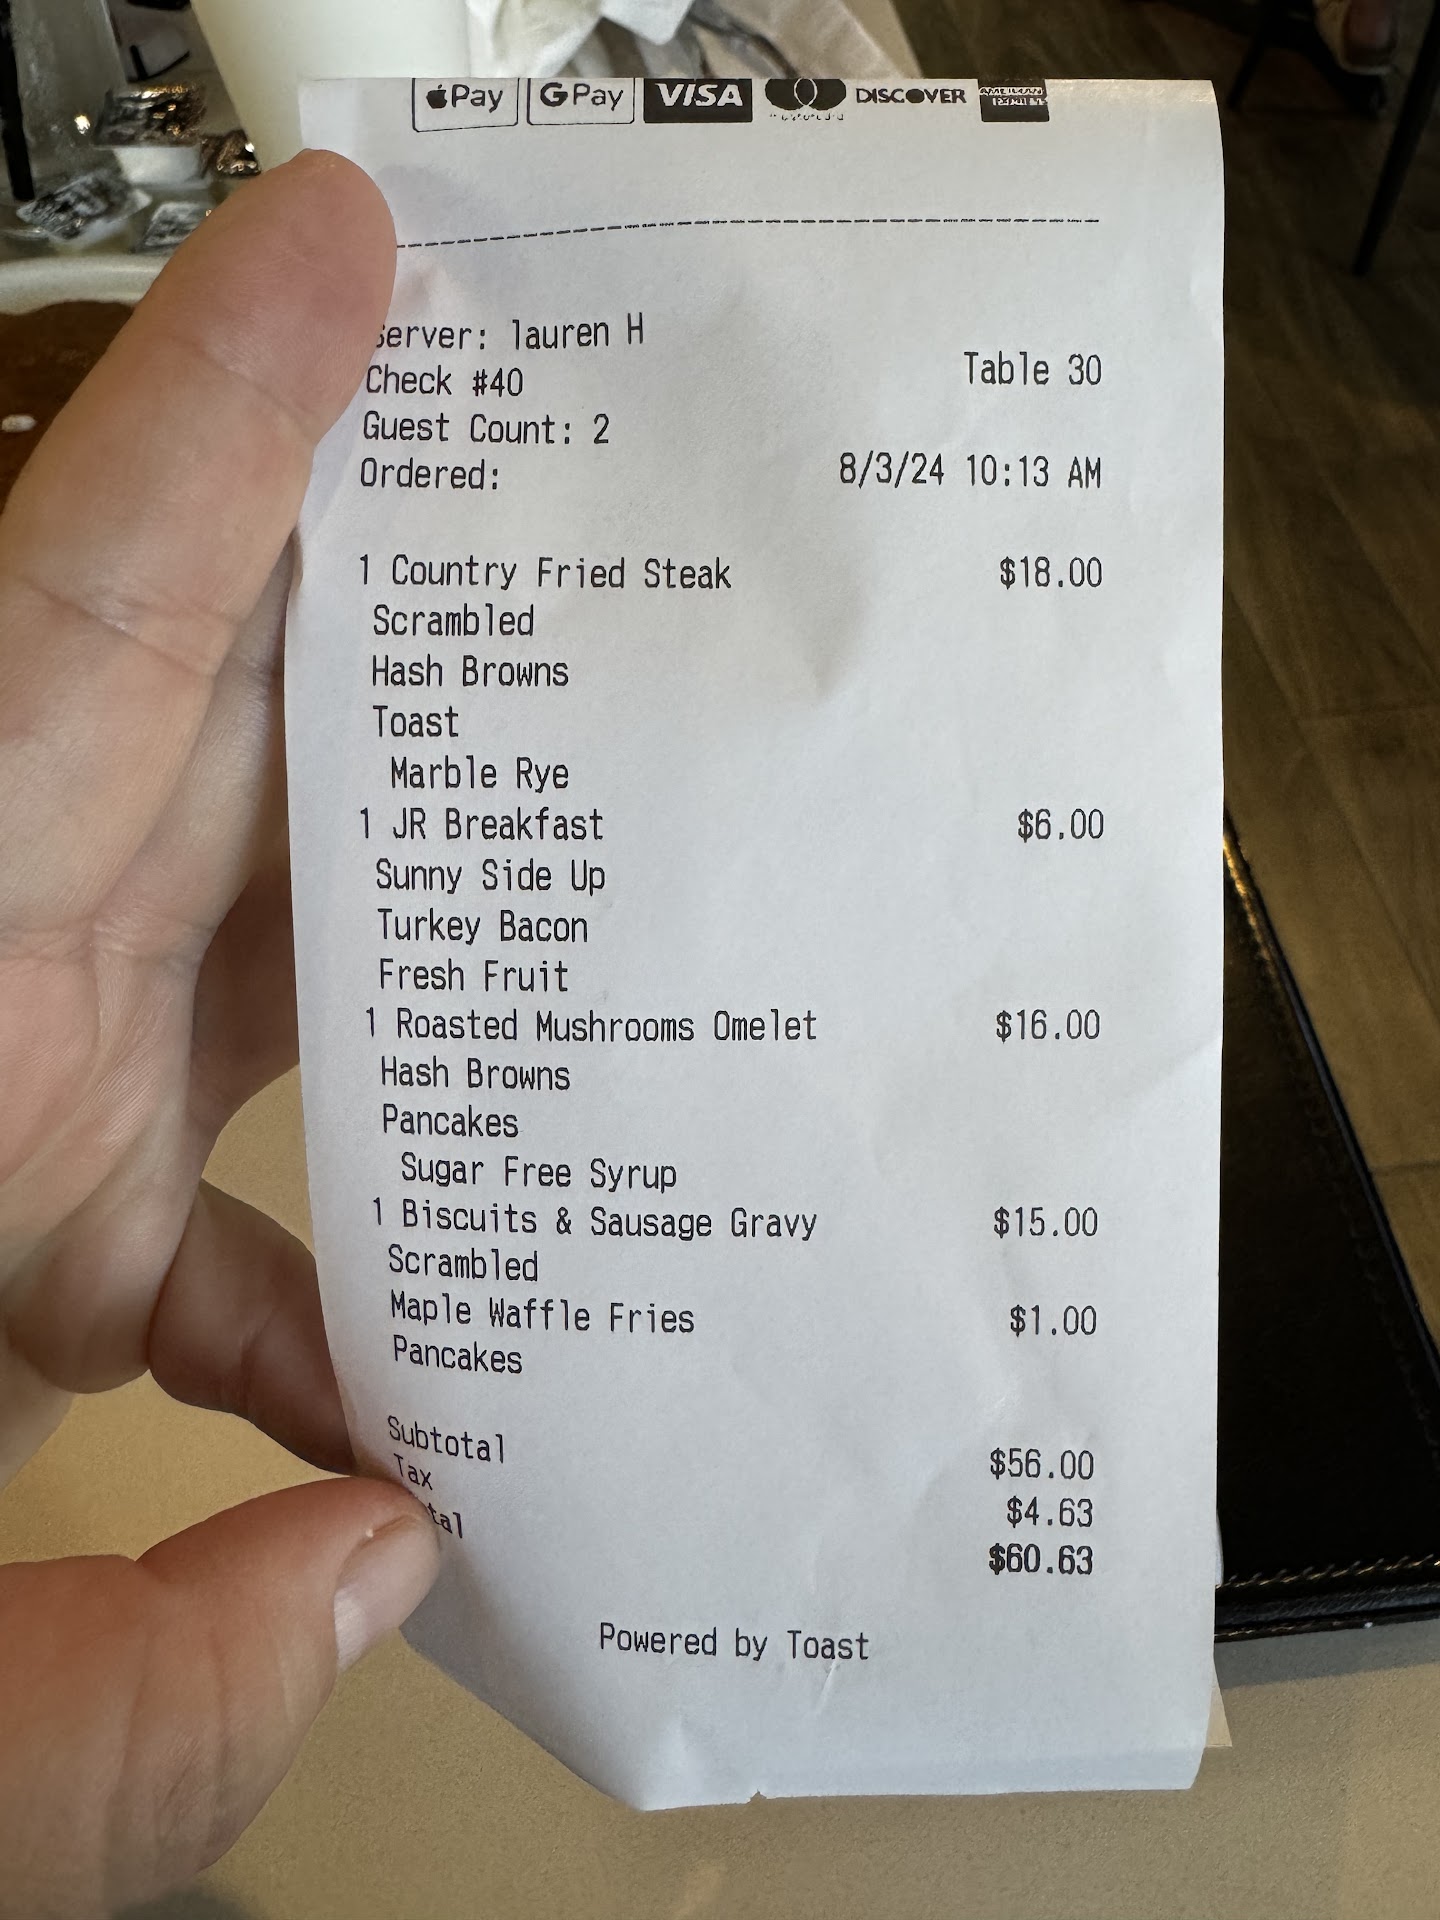 Pay GPay VISA DISCOVER
Server: lauren H
Check #40 Table 30
Guest Count: 2
Ordered: 8/3/24 10:13 AM
1 Country Fried Steak $18.00
Scrambled
Hash Browns
Toast
Marble Rye
1 JR Breakfast $6.00
Sunny Side Up
Turkey Bacon
Fresh Fruit
1 Roasted Mushrooms Omelet $16.00
Hash Browns
Pancakes
Sugar Free Syrup
1 Biscuits & Sausage Gravy $15.00
Scrambled
Maple Waffle Fries $1.00
Pancakes
Subtotal $56.00
Tax $4.63
tal $60.63
Powered by Toast